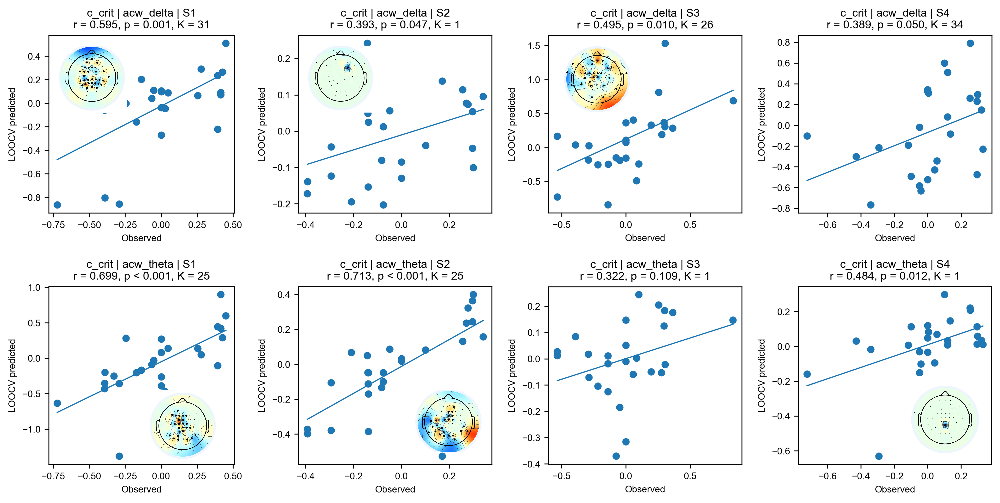 c_crit | acw_delta | S1
r = 0.595, p = 0.001, K = 31
c_crit | acw_delta | S2
r = 0.393, p = 0.047, K = 1
c_crit | acw_delta | S3
r = 0.495, p = 0.010, K = 26
c_crit | acw_delta | S4
r = 0.389, p = 0.050, K = 34
LOOCV predicted
0.4
0.2
0.0
−0.2
−0.4
−0.6
−0.8
−0.75
−0.50
−0.25
0.00
0.25
0.50
Observed
LOOCV predicted
0.2
0.1
0.0
−0.1
−0.2
−0.4
−0.2
0.0
0.2
Observed
LOOCV predicted
1.5
1.0
0.5
0.0
−0.5
−0.5
0.0
0.5
Observed
LOOCV predicted
0.8
0.6
0.4
0.2
0.0
−0.2
−0.4
−0.6
−0.8
−0.6
−0.4
−0.2
0.0
0.2
Observed
c_crit | acw_theta | S1
r = 0.699, p < 0.001, K = 25
c_crit | acw_theta | S2
r = 0.713, p < 0.001, K = 25
c_crit | acw_theta | S3
r = 0.322, p = 0.109, K = 1
c_crit | acw_theta | S4
r = 0.484, p = 0.012, K = 1
LOOCV predicted
1.0
0.5
0.0
−0.5
−1.0
−0.75
−0.50
−0.25
0.00
0.25
0.50
Observed
LOOCV predicted
0.4
0.2
0.0
−0.2
−0.4
−0.4
−0.2
0.0
0.2
Observed
LOOCV predicted
0.2
0.1
0.0
−0.1
−0.2
−0.3
−0.4
−0.5
0.0
0.5
Observed
LOOCV predicted
0.2
0.0
−0.2
−0.4
−0.6
−0.6
−0.4
−0.2
0.0
0.2
Observed